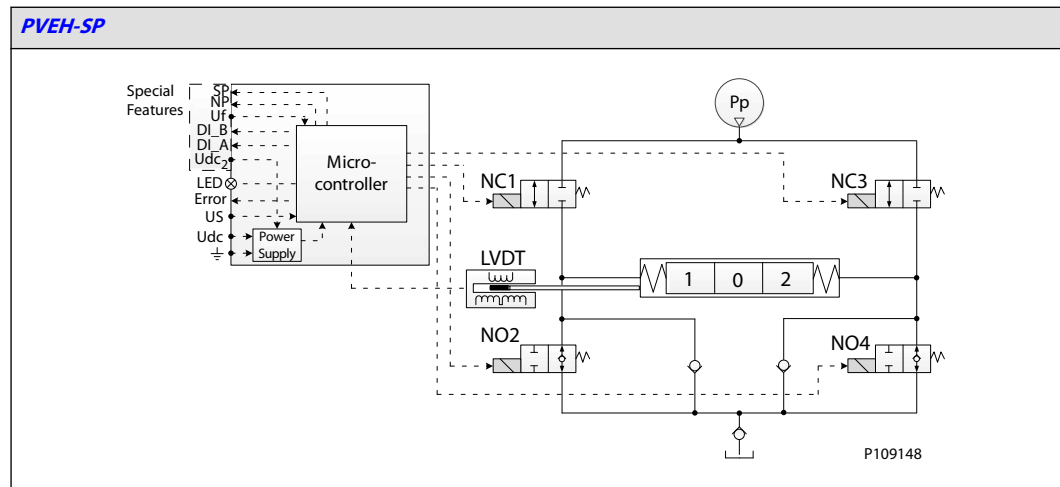 PVEH-SP
Special
Features
SP
NP
Uf
DI_B
DI_A
Udc2
LED
Error
US
Udc
Micro-
controller
Power
Supply
Pp
NC1
NC3
LVDT
1 0 2
NO2
NO4
P109148